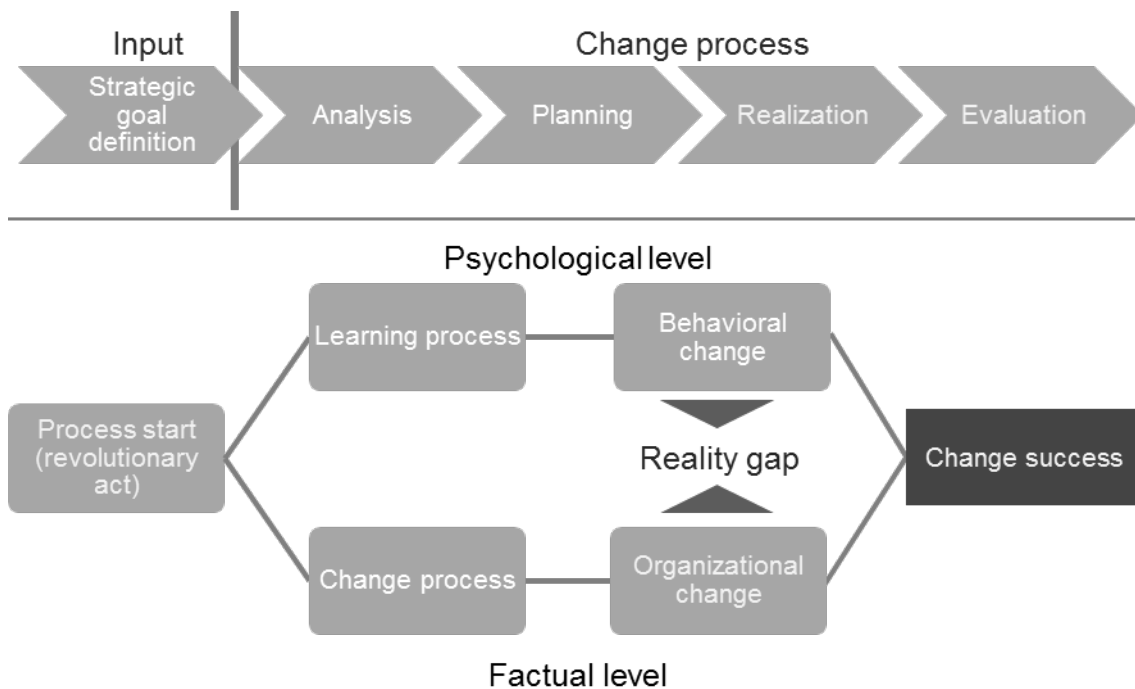 Input
Change process
Strategic
goal
definition
Analysis
Planning
Realization
Evaluation
Psychological level
Learning process
Behavioral
change
Process start
(revolutionary
act)
Reality gap
Change success
Change process
Organizational
change
Factual level